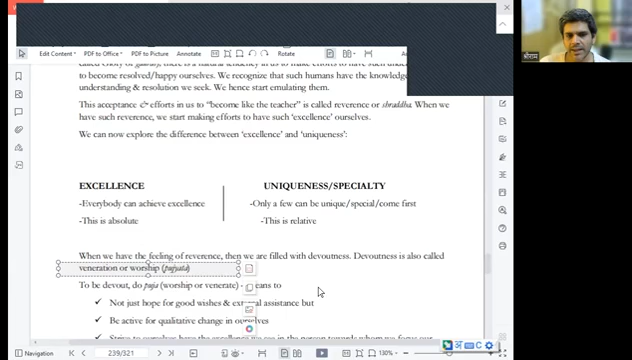 Edit Content PDF to Office PDF to Picture Annotate Rotate
to become resolved/happy ourselves. We recognize that such humans have the knowledge
understanding & resolution we seek. We hence start emulating them.
This acceptance & efforts in us to "become like the teacher" is called reverence or shraddha. When we
have such reverence, we start making efforts to have such 'excellence' ourselves.
We can now explore the difference between 'excellence' and 'uniqueness':
EXCELLENCE UNIQUENESS/SPECIALTY
-Everybody can achieve excellence -Only a few can be unique/special/come first
-This is absolute -This is relative
When we have the feeling of reverence, then we are filled with devoutness. Devoutness is also called
veneration or worship (pujyata)
To be devout, do puja (worship or venerate) - means to
✓ Not just hope for good wishes & external assistance but
✓ Be active for qualitative change in ourselves
Navigation 239/321 130%
श्रीराम